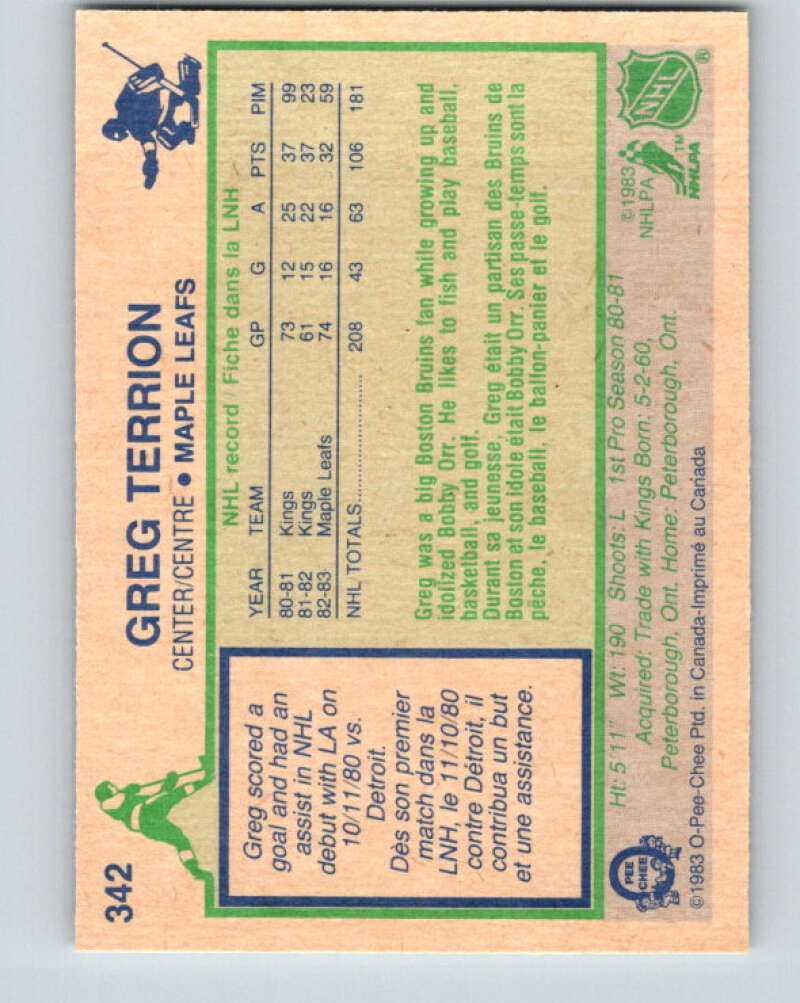 342
GREG TERRION
CENTER/CENTRE • MAPLE LEAFS
Greg scored a
goal and had an
assist in NHL
debut with LA on
10/11/80 vs.
Detroit.
Dès son premier
match dans la
LNH, le 11/10/80
contre Détroit, il
contribua un but
et une assistance.
NHL record / Fiche dans la LNH
YEAR TEAM GP G A PTS PIM
80-81 Kings 73 12 25 37 99
81-82 Kings 61 15 22 37 23
82-83 Maple Leafs 74 16 16 32 59
NHL TOTALS.................... 208 43 63 106 181
Greg was a big Boston Bruins fan while growing up and
idolized Bobby Orr. He likes to fish and play baseball,
basketball, and golf.
Durant sa jeunesse, Greg était un partisan des Bruins de
Boston et son idole était Bobby Orr. Ses passe-temps sont la
pêche, le baseball, le ballon-panier et le golf.
Ht: 5'11" Wt: 190 Shoots: L 1st Pro Season 80-81
Acquired: Trade with Kings Born: 5-2-60,
Peterborough, Ont. Home: Peterborough, Ont.
©1983 O-Pee-Chee Ptd. in Canada-Imprimé au Canada
O
PEE
CHEE
©1983
NHLPA
NHLPA™
NHL®